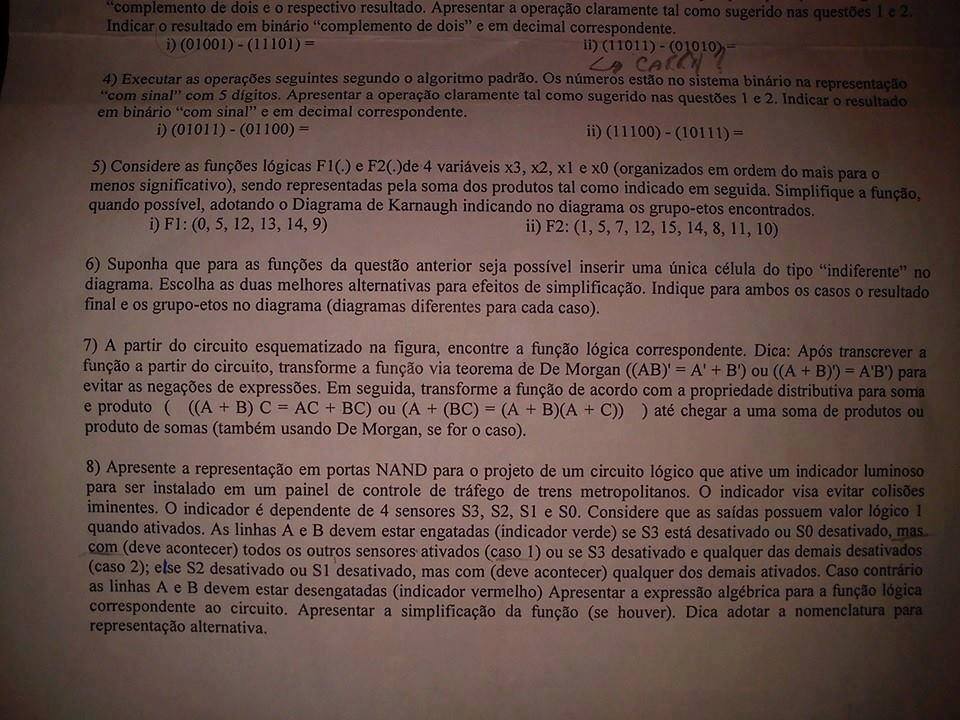 "complemento de dois e o respectivo resultado. Apresentar a operação claramente tal como sugerido nas questões 1 e 2.
Indicar o resultado em binário "complemento de dois" e em decimal correspondente.
i) (01001) - (11101) = ii) (11011) - (01010) =
↳ CARRY?
4) Executar as operações seguintes segundo o algoritmo padrão. Os números estão no sistema binário na representação
"com sinal" com 5 dígitos. Apresentar a operação claramente tal como sugerido nas questões 1 e 2. Indicar o resultado
em binário "com sinal" e em decimal correspondente.
i) (01011) - (01100) = ii) (11100) - (10111) =
5) Considere as funções lógicas F1(.) e F2(.)de 4 variáveis x3, x2, x1 e x0 (organizados em ordem do mais para o
menos significativo), sendo representadas pela soma dos produtos tal como indicado em seguida. Simplifique a função,
quando possível, adotando o Diagrama de Karnaugh indicando no diagrama os grupo-etos encontrados.
i) F1: (0, 5, 12, 13, 14, 9) ii) F2: (1, 5, 7, 12, 15, 14, 8, 11, 10)
6) Suponha que para as funções da questão anterior seja possível inserir uma única célula do tipo "indiferente" no
diagrama. Escolha as duas melhores alternativas para efeitos de simplificação. Indique para ambos os casos o resultado
final e os grupo-etos no diagrama (diagramas diferentes para cada caso).
7) A partir do circuito esquematizado na figura, encontre a função lógica correspondente. Dica: Após transcrever a
função a partir do circuito, transforme a função via teorema de De Morgan ((AB)' = A' + B') ou ((A + B)') = A'B') para
evitar as negações de expressões. Em seguida, transforme a função de acordo com a propriedade distributiva para soma
e produto ( ((A + B) C = AC + BC) ou (A + (BC) = (A + B)(A + C)) ) até chegar a uma soma de produtos ou
produto de somas (também usando De Morgan, se for o caso).
8) Apresente a representação em portas NAND para o projeto de um circuito lógico que ative um indicador luminoso
para ser instalado em um painel de controle de tráfego de trens metropolitanos. O indicador visa evitar colisões
iminentes. O indicador é dependente de 4 sensores S3, S2, S1 e S0. Considere que as saídas possuem valor lógico 1
quando ativados. As linhas A e B devem estar engatadas (indicador verde) se S3 está desativado ou S0 desativado, mas
com (deve acontecer) todos os outros sensores ativados (caso 1) ou se S3 desativado e qualquer das demais desativados
(caso 2); else S2 desativado ou S1 desativado, mas com (deve acontecer) qualquer dos demais ativados. Caso contrário
as linhas A e B devem estar desengatadas (indicador vermelho) Apresentar a expressão algébrica para a função lógica
correspondente ao circuito. Apresentar a simplificação da função (se houver). Dica adotar a nomenclatura para
representação alternativa.